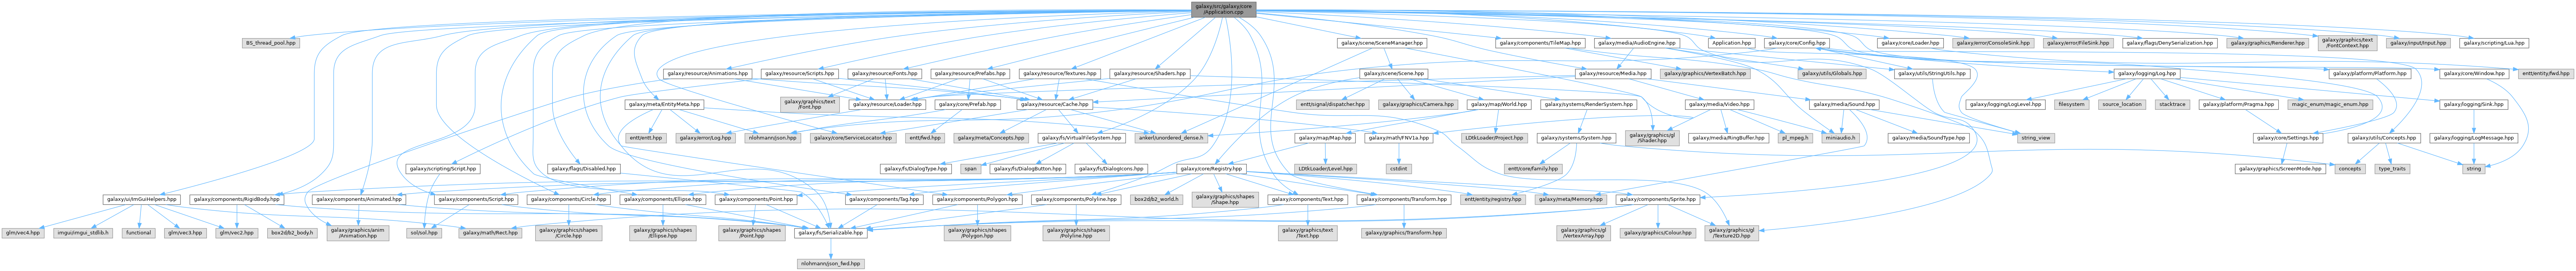 galaxy/src/galaxy/core
/Application.cpp
BS_thread_pool.hpp
galaxy/scene/SceneManager.hpp
galaxy/components/TileMap.hpp
galaxy/media/AudioEngine.hpp
Application.hpp
galaxy/core/Config.hpp
galaxy/core/Loader.hpp
galaxy/error/ConsoleSink.hpp
galaxy/error/FileSink.hpp
galaxy/flags/DenySerialization.hpp
galaxy/graphics/Renderer.hpp
galaxy/graphics/text
/FontContext.hpp
galaxy/input/Input.hpp
galaxy/scripting/Lua.hpp
galaxy/resource/Animations.hpp
galaxy/resource/Scripts.hpp
galaxy/resource/Fonts.hpp
galaxy/resource/Prefabs.hpp
galaxy/resource/Textures.hpp
galaxy/resource/Shaders.hpp
galaxy/scene/Scene.hpp
galaxy/resource/Media.hpp
galaxy/graphics/VertexBatch.hpp
galaxy/utils/Globals.hpp
galaxy/utils/StringUtils.hpp
galaxy/logging/Log.hpp
galaxy/platform/Platform.hpp
galaxy/core/Window.hpp
entt/entity/fwd.hpp
galaxy/meta/EntityMeta.hpp
galaxy/graphics/text
/Font.hpp
galaxy/resource/Loader.hpp
galaxy/core/Prefab.hpp
galaxy/resource/Cache.hpp
entt/signal/dispatcher.hpp
galaxy/graphics/Camera.hpp
galaxy/map/World.hpp
galaxy/systems/RenderSystem.hpp
galaxy/media/Video.hpp
galaxy/media/Sound.hpp
galaxy/logging/LogLevel.hpp
filesystem
source_location
stacktrace
galaxy/platform/Pragma.hpp
magic_enum/magic_enum.hpp
galaxy/logging/Sink.hpp
entt/entt.hpp
galaxy/error/Log.hpp
nlohmann/json.hpp
galaxy/core/ServiceLocator.hpp
entt/fwd.hpp
galaxy/meta/Concepts.hpp
galaxy/fs/VirtualFileSystem.hpp
ankerl/unordered_dense.h
galaxy/map/Map.hpp
galaxy/math/FNV1a.hpp
LDtkLoader/Project.hpp
galaxy/systems/System.hpp
galaxy/graphics/gl
/Shader.hpp
galaxy/media/RingBuffer.hpp
pl_mpeg.h
miniaudio.h
galaxy/media/SoundType.hpp
string_view
galaxy/core/Settings.hpp
galaxy/utils/Concepts.hpp
galaxy/logging/LogMessage.hpp
galaxy/scripting/Script.hpp
galaxy/flags/Disabled.hpp
galaxy/fs/DialogType.hpp
span
galaxy/fs/DialogButton.hpp
galaxy/fs/DialogIcons.hpp
galaxy/core/Registry.hpp
LDtkLoader/Level.hpp
cstdint
entt/core/family.hpp
galaxy/graphics/ScreenMode.hpp
concepts
type_traits
string
galaxy/ui/ImGuiHelpers.hpp
galaxy/components/RigidBody.hpp
galaxy/components/Animated.hpp
galaxy/components/Script.hpp
galaxy/components/Circle.hpp
galaxy/components/Ellipse.hpp
galaxy/components/Point.hpp
galaxy/components/Tag.hpp
galaxy/components/Polygon.hpp
galaxy/components/Polyline.hpp
box2d/b2_world.h
galaxy/graphics/shapes
/Shape.hpp
galaxy/components/Text.hpp
galaxy/components/Transform.hpp
entt/entity/registry.hpp
galaxy/meta/Memory.hpp
galaxy/components/Sprite.hpp
glm/vec4.hpp
imgui/imgui_stdlib.h
functional
glm/vec3.hpp
glm/vec2.hpp
box2d/b2_body.h
galaxy/graphics/anim
/Animation.hpp
sol/sol.hpp
galaxy/math/Rect.hpp
galaxy/graphics/shapes
/Circle.hpp
galaxy/graphics/shapes
/Ellipse.hpp
galaxy/graphics/shapes
/Point.hpp
galaxy/fs/Serializable.hpp
galaxy/graphics/shapes
/Polygon.hpp
galaxy/graphics/shapes
/Polyline.hpp
galaxy/graphics/text
/Text.hpp
galaxy/graphics/Transform.hpp
galaxy/graphics/gl
/VertexArray.hpp
galaxy/graphics/Colour.hpp
galaxy/graphics/gl
/Texture2D.hpp
nlohmann/json_fwd.hpp